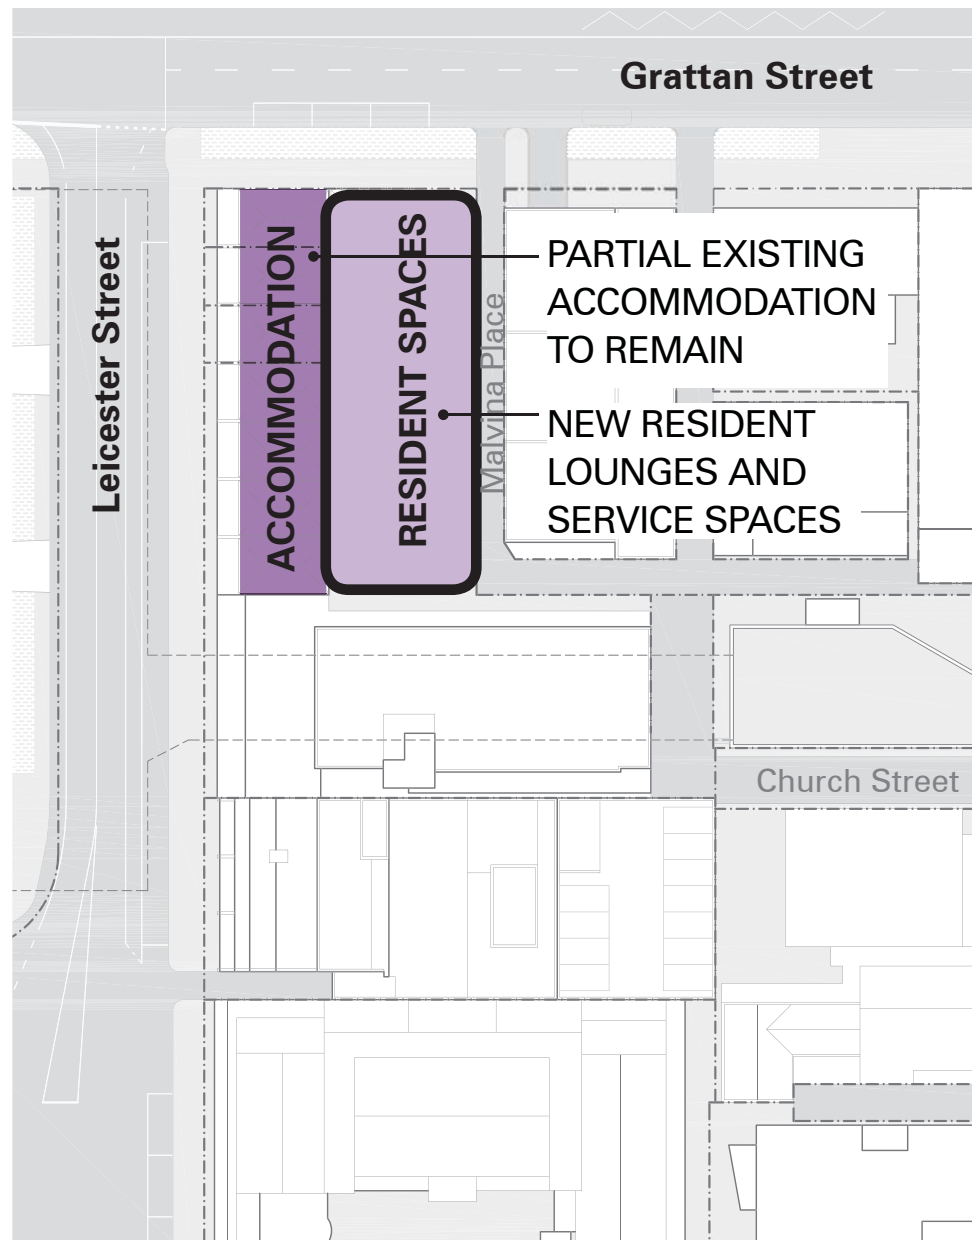 Grattan Street
Leicester Street
ACCOMMODATION
RESIDENT SPACES
Malvina Place
PARTIAL EXISTING
ACCOMMODATION
TO REMAIN
NEW RESIDENT
LOUNGES AND
SERVICE SPACES
Church Street